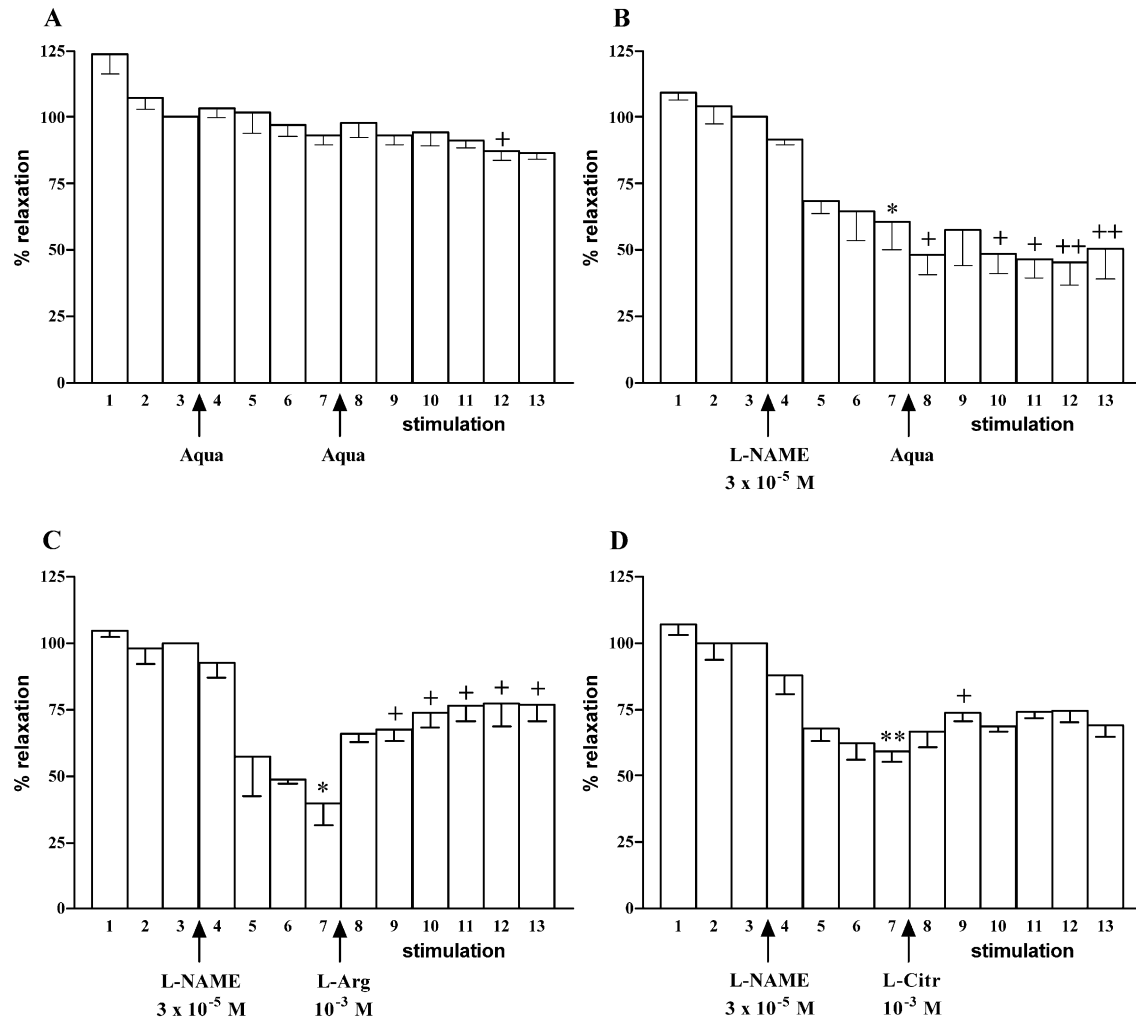 A
% relaxation
125
100
75
50
25
0
+
1 2 3 4 5 6 7 8 9 10 11 12 13
stimulation
Aqua Aqua
B
% relaxation
125
100
75
50
25
0
* + + + ++ ++
1 2 3 4 5 6 7 8 9 10 11 12 13
stimulation
L-NAME Aqua
3 x 10⁻⁵ M
C
% relaxation
125
100
75
50
25
0
* + + + + +
1 2 3 4 5 6 7 8 9 10 11 12 13
stimulation
L-NAME L-Arg
3 x 10⁻⁵ M 10⁻³ M
D
% relaxation
125
100
75
50
25
0
** +
1 2 3 4 5 6 7 8 9 10 11 12 13
stimulation
L-NAME L-Citr
3 x 10⁻⁵ M 10⁻³ M